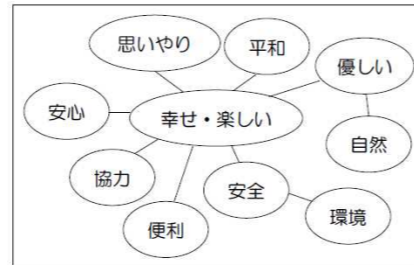 思いやり
平和
優しい
安心
幸せ・楽しい
自然
協力
安全
環境
便利